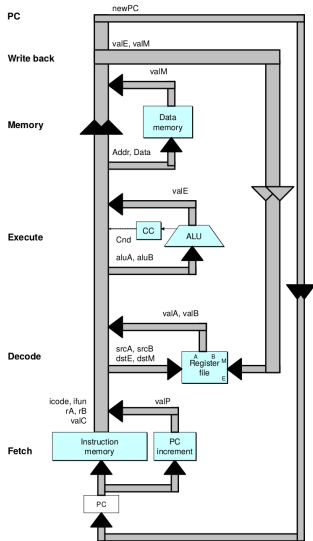 newPC
PC
valE, valM
Write back
valM
Data
memory
Memory
Addr, Data
valE
CC
ALU
Execute
Cnd
aluA, aluB
valA, valB
A B
M
Decode
srcA, srcB
dstE, dstM
Register
file
E
icode, ifun
rA, rB
valC
valP
Instruction
memory
PC
increment
Fetch
PC